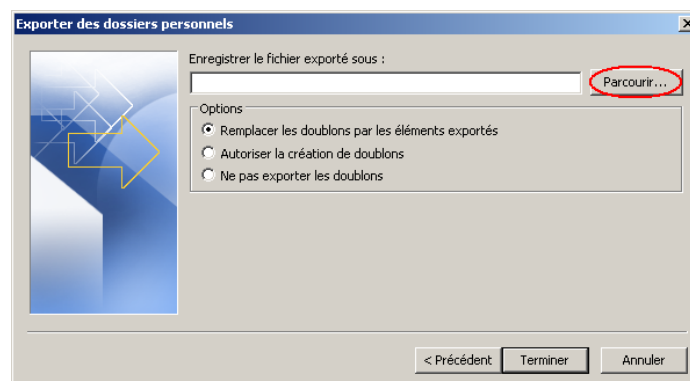 Exporter des dossiers per
Enregistrer le fichier exporté sous :
Parcourir...
Options
Remplacer les doublons par les éléments exportés
Autoriser la création de doublons
Ne pas exporter les doublons
< Précédent
Terminer
Annuler